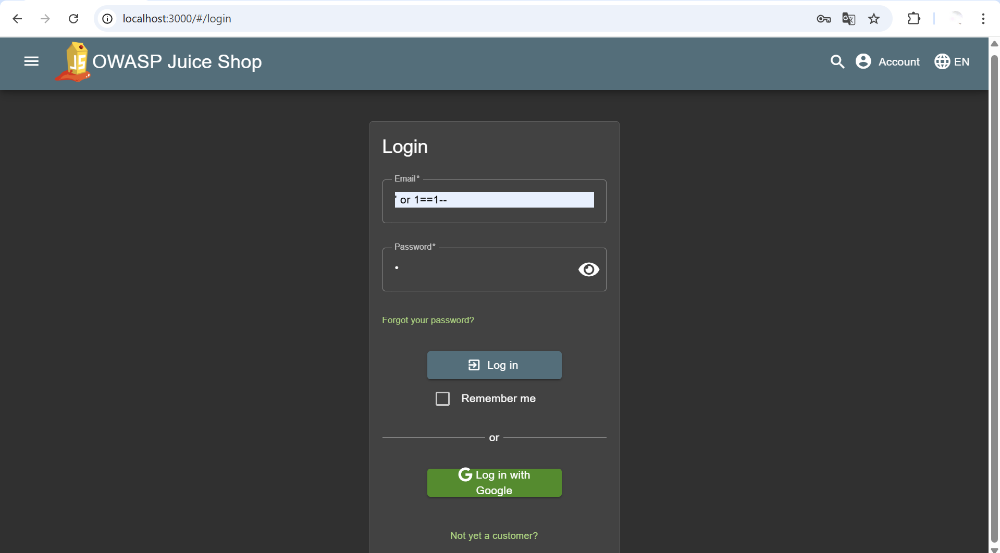 localhost:3000/#/login
OWASP Juice Shop
Account
EN
Login
Email*
' or 1==1--
Password*
•
Forgot your password?
Log in
Remember me
or
G Log in with
Google
Not yet a customer?